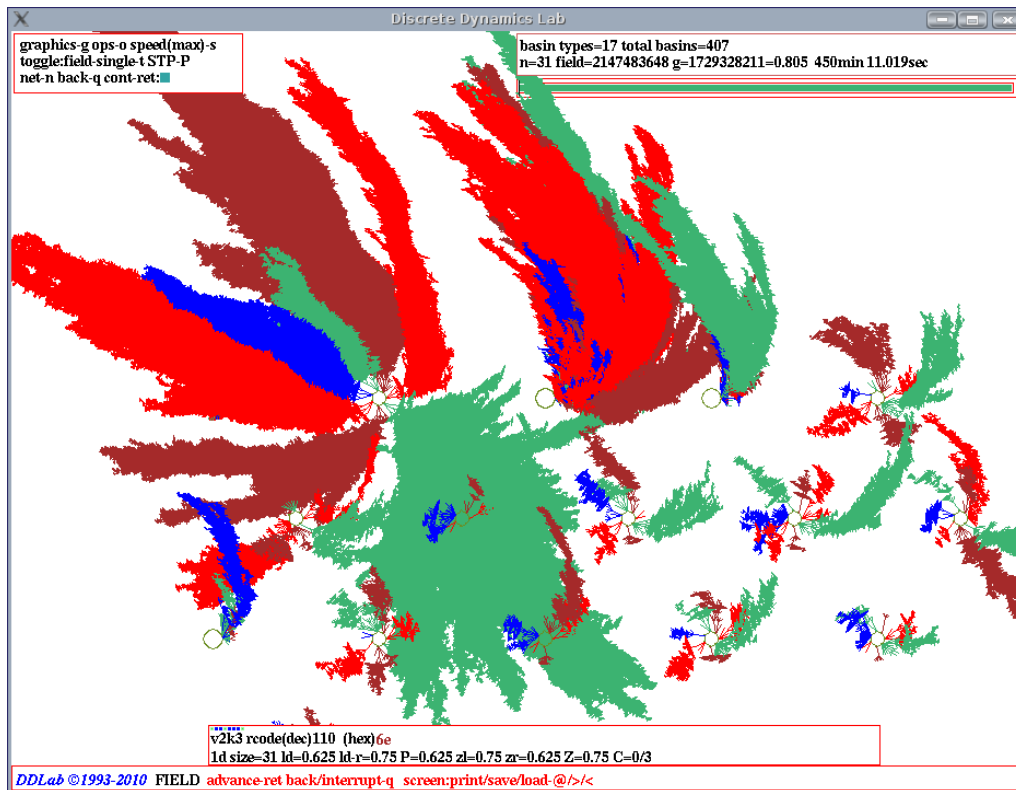 Discrete Dynamics Lab
graphics-g ops-o speed(max)-s
toggle:field-single-t STP-P
net-n back-q cont-ret:
basin types=17 total basins=407
n=31 field=2147483648 g=1729328211=0.805 450min 11.019sec
v2k3 rcode(dec)110 (hex)6e
1d size=31 ld=0.625 ld-r=0.75 P=0.625 zl=0.75 zr=0.625 Z=0.75 C=0/3
DDLab ©1993-2010 FIELD advance-ret back/interrupt-q screen:print/save/load-@/>/<